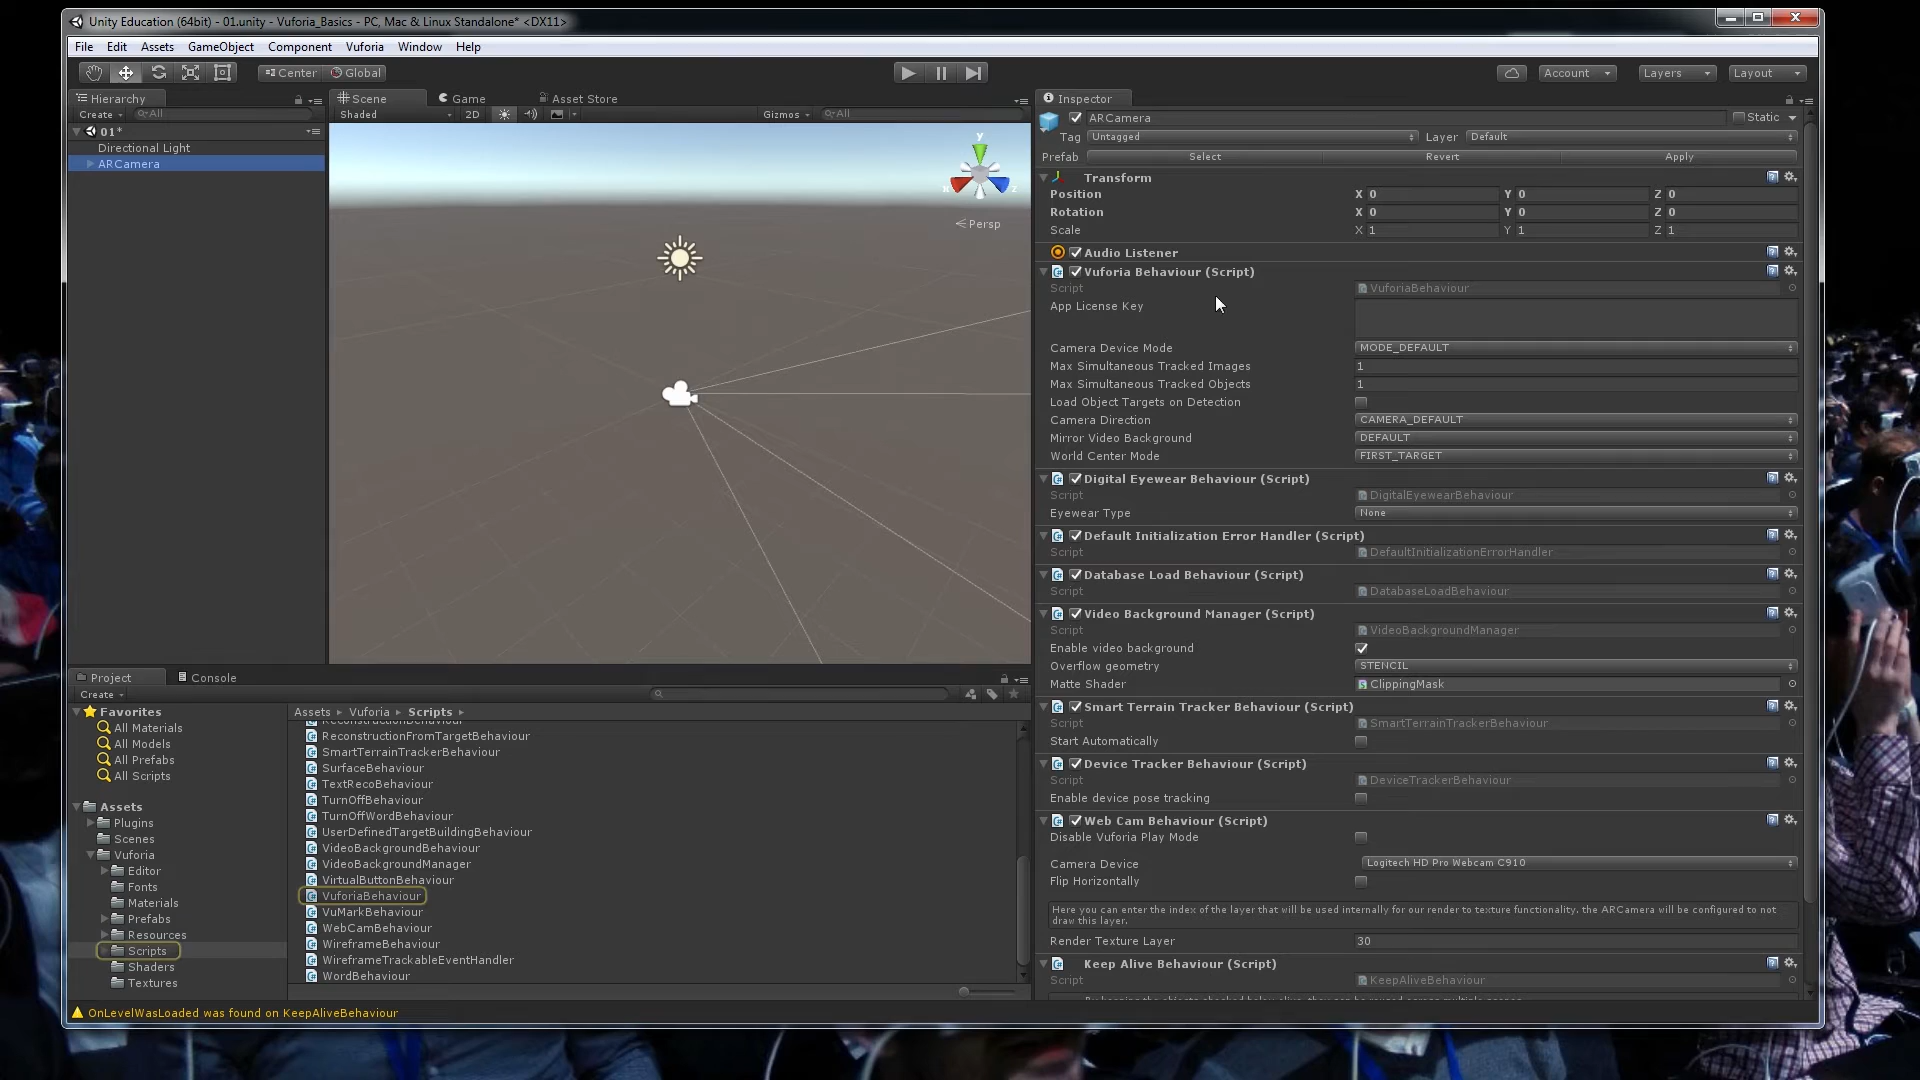 Unity Education (64bit) - 01.unity - Vuforia_Basics - PC, Mac & Linux Standalone* <DX11>
File Edit Assets GameObject Component Vuforia Window Help
Center Global
Account Layers Layout
Hierarchy
Create All
01*
Directional Light
ARCamera
Scene Game Asset Store
Shaded 2D Gizmos All
y
x z
Persp
Inspector
ARCamera Static
Tag Untagged Layer Default
Prefab Select Revert Apply
Transform
Position X 0 Y 0 Z 0
Rotation X 0 Y 0 Z 0
Scale X 1 Y 1 Z 1
Audio Listener
Vuforia Behaviour (Script)
Script VuforiaBehaviour
App License Key
Camera Device Mode MODE_DEFAULT
Max Simultaneous Tracked Images 1
Max Simultaneous Tracked Objects 1
Load Object Targets on Detection
Camera Direction CAMERA_DEFAULT
Mirror Video Background DEFAULT
World Center Mode FIRST_TARGET
Digital Eyewear Behaviour (Script)
Script DigitalEyewearBehaviour
Eyewear Type None
Default Initialization Error Handler (Script)
Script DefaultInitializationErrorHandler
Database Load Behaviour (Script)
Script DatabaseLoadBehaviour
Video Background Manager (Script)
Script VideoBackgroundManager
Enable video background
Overflow geometry STENCIL
Matte Shader ClippingMask
Smart Terrain Tracker Behaviour (Script)
Script SmartTerrainTrackerBehaviour
Start Automatically
Device Tracker Behaviour (Script)
Script DeviceTrackerBehaviour
Enable device pose tracking
Web Cam Behaviour (Script)
Disable Vuforia Play Mode
Camera Device Logitech HD Pro Webcam C910
Flip Horizontally
Here you can enter the index of the layer that will be used internally for our render to texture functionality. the ARCamera will be configured to not
draw this layer.
Render Texture Layer 30
Keep Alive Behaviour (Script)
Script KeepAliveBehaviour
Project Console
Create
Favorites
All Materials
All Models
All Prefabs
All Scripts
Assets
Plugins
Scenes
Vuforia
Editor
Fonts
Materials
Prefabs
Resources
Scripts
Shaders
Textures
Assets Vuforia Scripts
ReconstructionBehaviour
ReconstructionFromTargetBehaviour
SmartTerrainTrackerBehaviour
SurfaceBehaviour
TextRecoBehaviour
TurnOffBehaviour
TurnOffWordBehaviour
UserDefinedTargetBuildingBehaviour
VideoBackgroundBehaviour
VideoBackgroundManager
VirtualButtonBehaviour
VuforiaBehaviour
VuMarkBehaviour
WebCamBehaviour
WireframeBehaviour
WireframeTrackableEventHandler
WordBehaviour
OnLevelWasLoaded was found on KeepAliveBehaviour